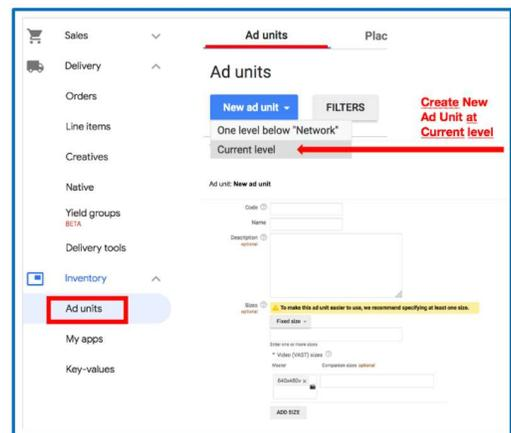 Sales
Delivery
Orders
Line items
Creatives
Native
Yield groups
BETA
Delivery tools
Inventory
Ad units
My apps
Key-values
Ad units
Plac
Ad units
New ad unit
FILTERS
One level below "Network"
Current level
Create New
Ad Unit at
Current level
Ad unit: New ad unit
Code
Name
Description
optional
Sizes
optional
To make this ad unit easier to use, we recommend specifying at least one size.
Fixed size
Enter one or more sizes
Video (VAST) sizes
Master
Companion sizes optional
640x480v ×
ADD SIZE